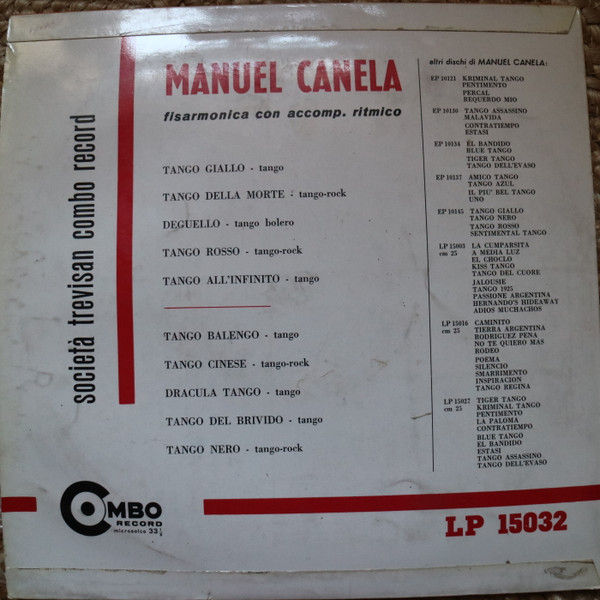 MANUEL CANELA
fisarmonica con accomp. ritmico
TANGO GIALLO - tango
TANGO DELLA MORTE - tango-rock
DEGUELLO - tango bolero
TANGO ROSSO - tango-rock
TANGO ALL'INFINITO - tango
TANGO BALENGO - tango
TANGO CINESE - tango-rock
DRACULA TANGO - tango
TANGO DEL BRIVIDO - tango
TANGO NERO - tango-rock
società trevisan combo record
altri dischi di MANUEL CANELA:
EP 10121 KRIMINAL TANGO
PENTIMENTO
PERCAL
REQUERDO MIO
EP 10130 TANGO ASSASSINO
MALAVIDA
CONTRATIEMPO
ESTASI
EP 10134 ÉL BANDIDO
BLUE TANGO
TIGER TANGO
TANGO DELL'EVASO
EP 10137 AMICO TANGO
TANGO AZUL
IL PIU' BEL TANGO
UNO
EP 10145 TANGO GIALLO
TANGO NERO
TANGO ROSSO
SENTIMENTAL TANGO
LP 15003 LA CUMPARSITA
cm 25 A MEDIA LUZ
EL CHOCLO
KISS TANGO
TANGO DEL CUORE
JALOUSIE
TANGO 1925
PASSIONE ARGENTINA
HERNANDO'S HIDEAWAY
ADIOS MUCHACHOS
LP 15016 CAMINITO
cm 25 TIERRA ARGENTINA
RODRIGUEZ PENA
NO TE QUIERO MAS
RODEO
POEMA
SILENCIO
SMARRIMENTO
INSPIRACION
TANGO REGINA
LP 15027 TIGER TANGO
cm 25 KRIMINAL TANGO
PENTIMENTO
LA PALOMA
CONTRATIEMPO
BLUE TANGO
EL BANDIDO
ESTASI
TANGO ASSASSINO
TANGO DELL'EVASO
COMBO
RECORD
microsolco 33 1/3
LP 15032